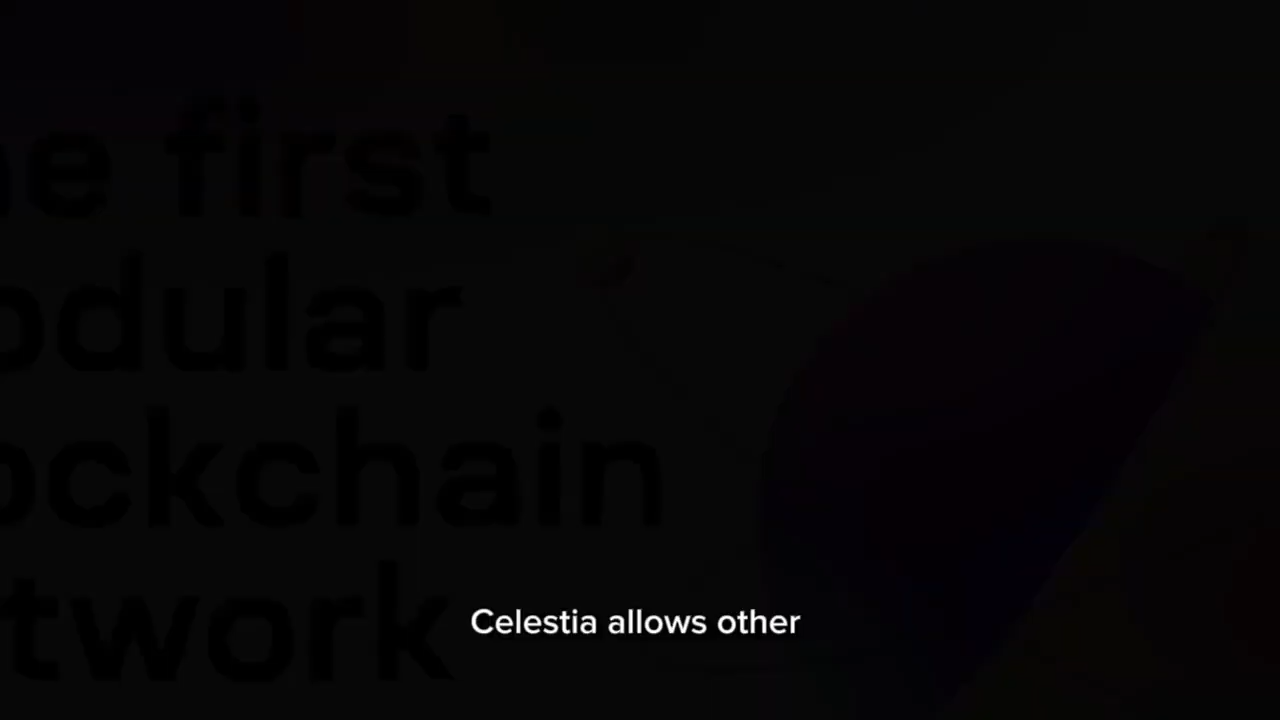 he first
odular
ockchain
twork
Celestia allows other